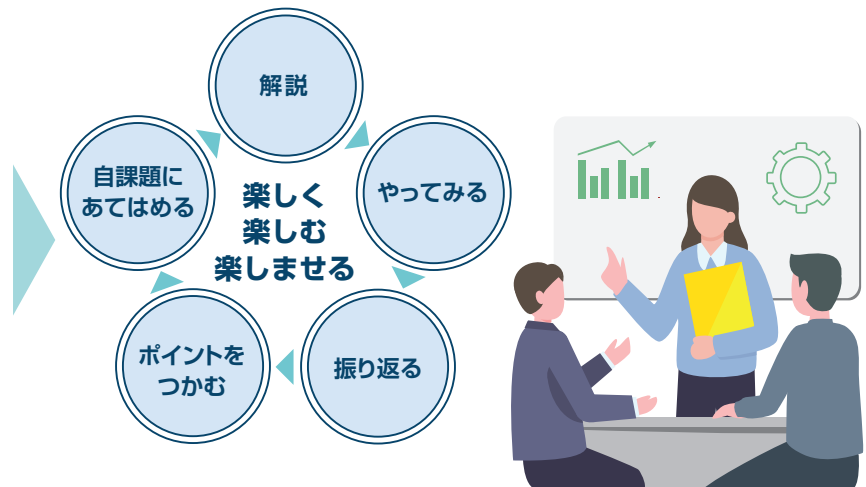 解説
やってみる
振り返る
ポイントを
つかむ
自課題に
あてはめる
楽しく
楽しむ
楽しませる